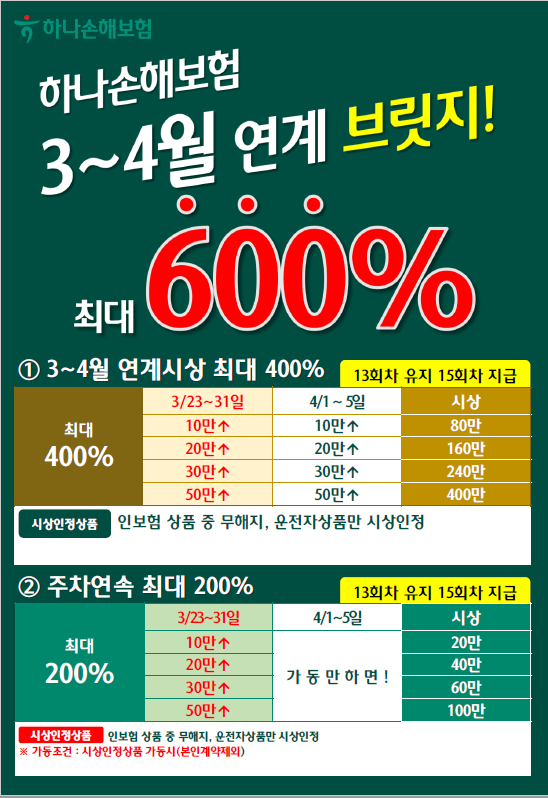 하나손해보험
하나손해보험
3~4월 연계 브릿지!
최대 600%
① 3~4월 연계시상 최대 400%
13회차 유지 15회차 지급
최대
400%
3/23~31일 4/1~5일 시상
10만↑ 10만↑ 80만
20만↑ 20만↑ 160만
30만↑ 30만↑ 240만
50만↑ 50만↑ 400만
시상인정상품 인보험 상품 중 무해지, 운전자상품만 시상인정
② 주차연속 최대 200%
13회차 유지 15회차 지급
최대
200%
3/23~31일 4/1~5일 시상
10만↑ 20만
20만↑ 40만
가 동 만 하 면 !
30만↑ 60만
50만↑ 100만
시상인정상품 인보험 상품 중 무해지, 운전자상품만 시상인정
※ 가동조건 : 시상인정상품 가동시(본인계약제외)